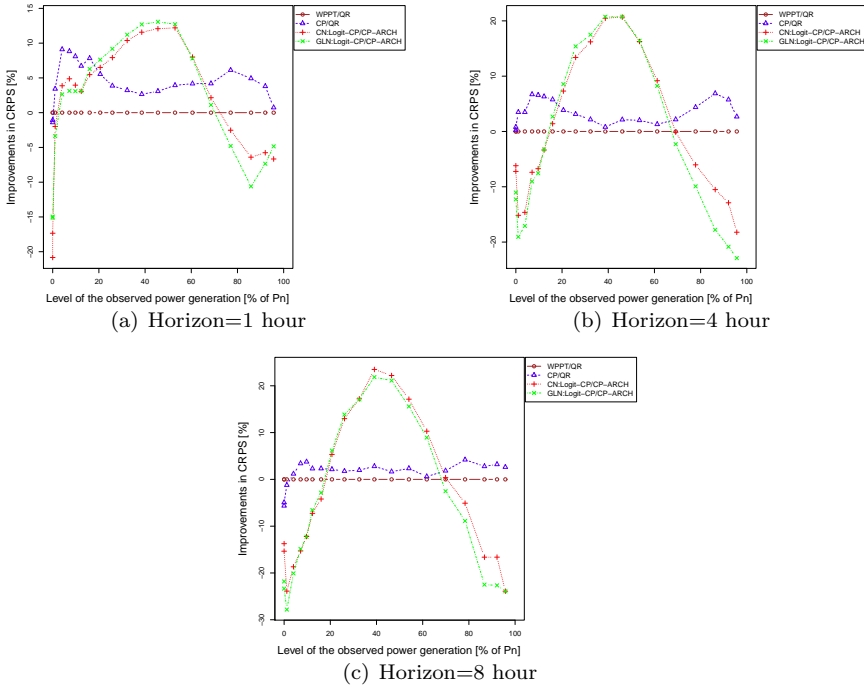 15
10
5
0
−5
−10
−15
−20
0
20
40
60
80
100
Improvements in CRPS [%]
Level of the observed power generation [% of Pn]
WPPT/QR
CP/QR
CN:Logit−CP/CP−ARCH
GLN:Logit−CP/CP−ARCH
(a) Horizon=1 hour
20
10
0
−10
−20
0
20
40
60
80
100
Improvements in CRPS [%]
Level of the observed power generation [% of Pn]
WPPT/QR
CP/QR
CN:Logit−CP/CP−ARCH
GLN:Logit−CP/CP−ARCH
(b) Horizon=4 hour
20
10
0
−10
−20
−30
0
20
40
60
80
100
Improvements in CRPS [%]
Level of the observed power generation [% of Pn]
WPPT/QR
CP/QR
CN:Logit−CP/CP−ARCH
GLN:Logit−CP/CP−ARCH
(c) Horizon=8 hour